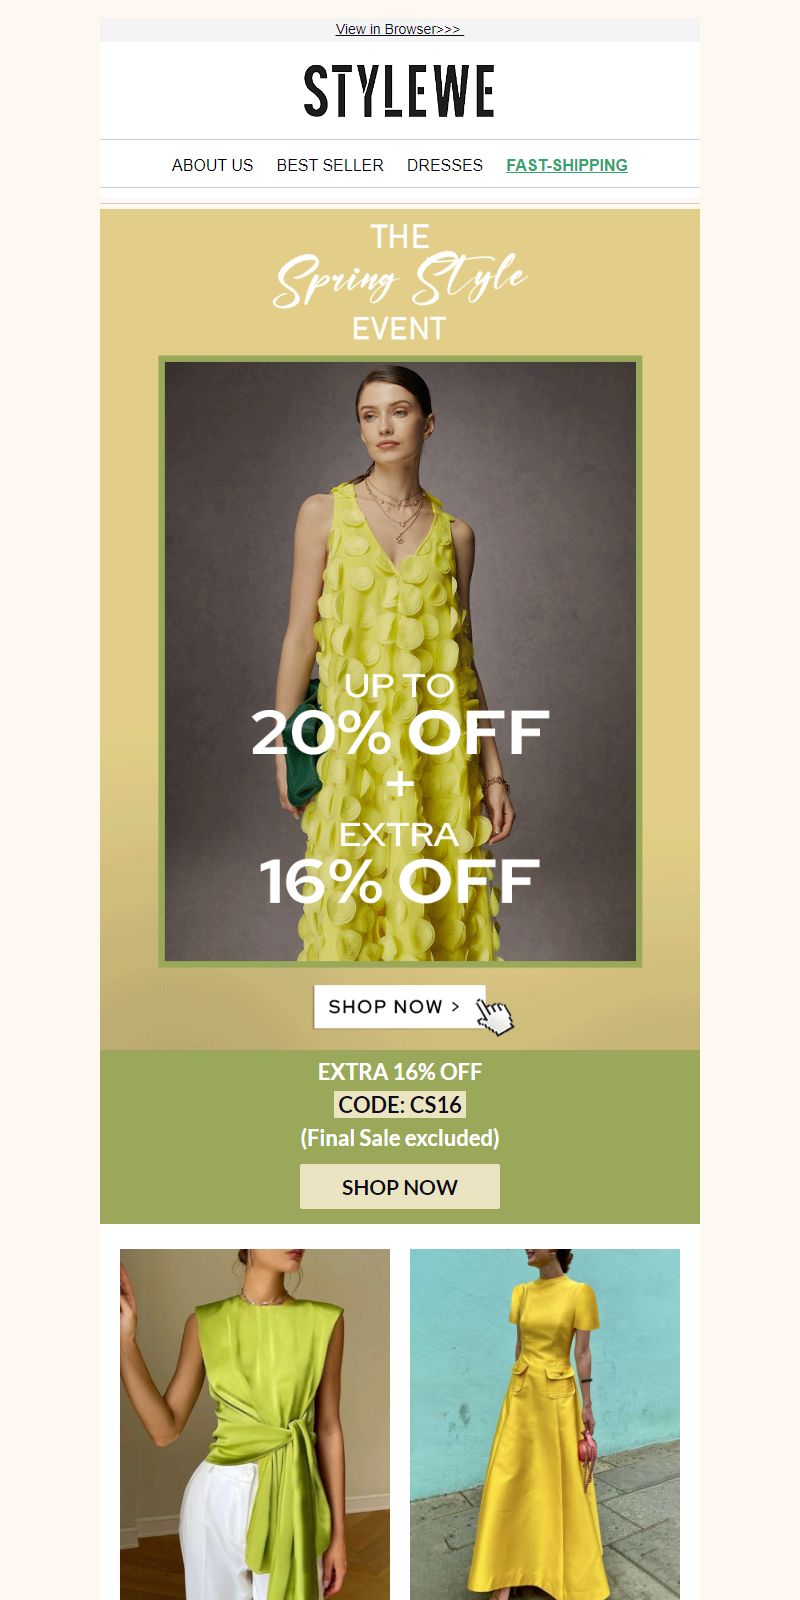 View in Browser>>>
STYLEWE
ABOUT US BEST SELLER DRESSES FAST-SHIPPING
THE
Spring Style
EVENT
UP TO
20% OFF
+
EXTRA
16% OFF
SHOP NOW >
EXTRA 16% OFF
CODE: CS16
(Final Sale excluded)
SHOP NOW